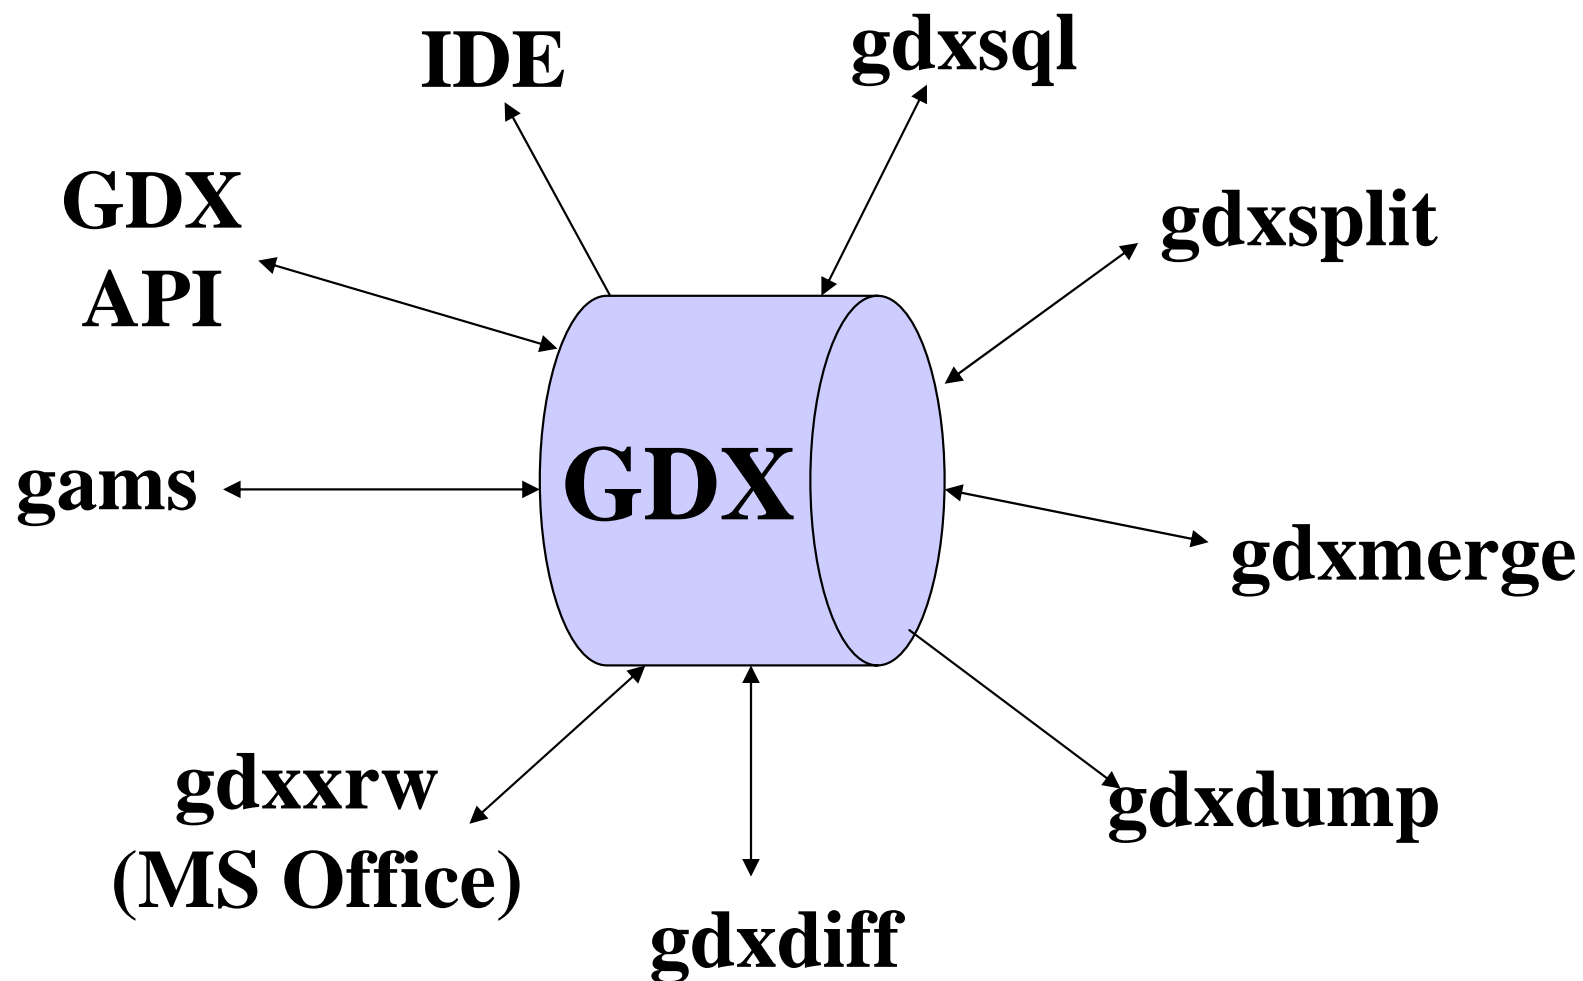 IDE
gdxsql
GDX
API
gdxsplit
gams
GDX
gdxmerge
gdxxrw
(MS Office)
gdxdump
gdxdiff